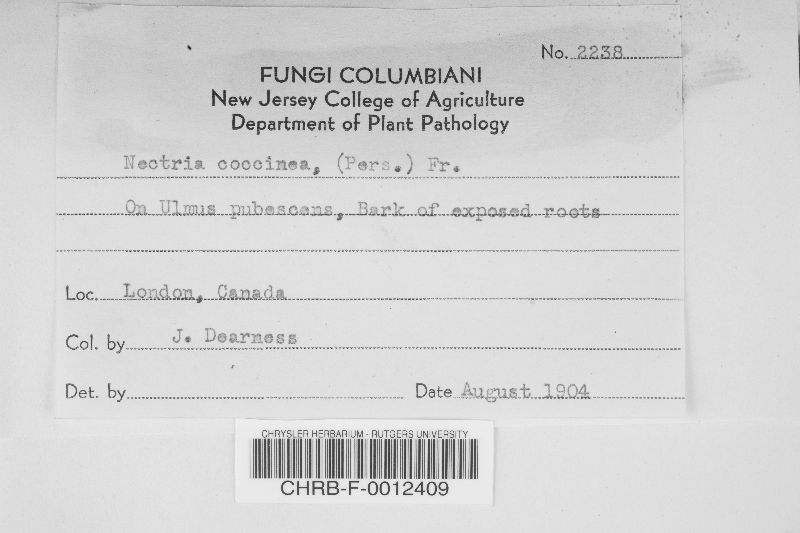 No. 2238
FUNGI COLUMBIANI
New Jersey College of Agriculture
Department of Plant Pathology
Nectria coccinea, (Pers.) Fr.
On Ulmus pubescens, Bark of exposed roots
Loc. London, Canada
Col. by J. Dearness
Det. by
Date August 1904
CHRYSLER HERBARIUM - RUTGERS UNIVERSITY
CHRB-F-0012409